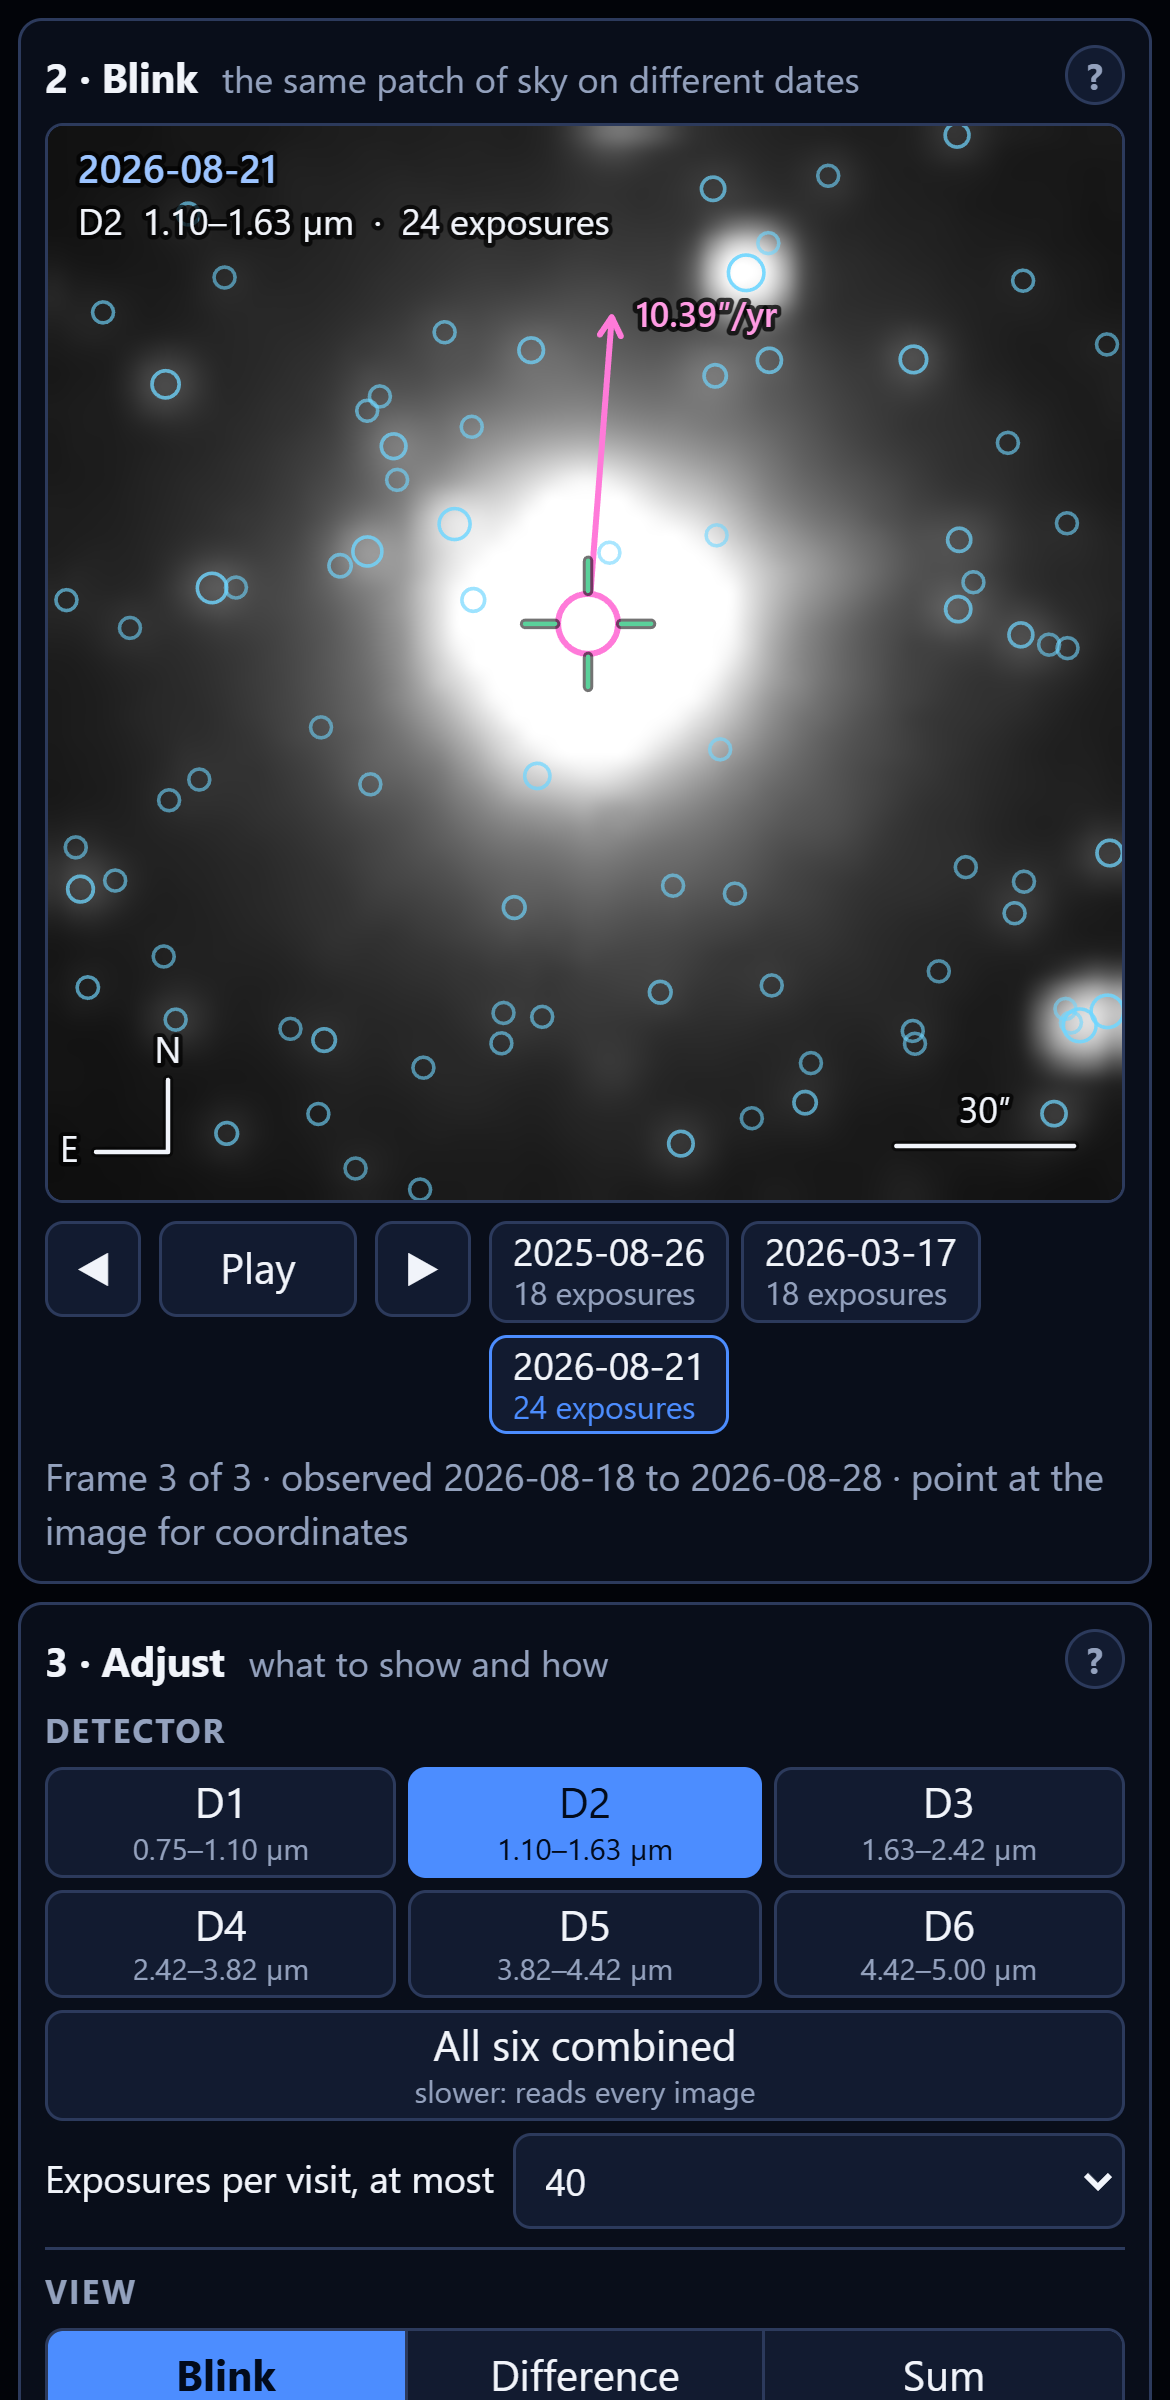 2 · Blink the same patch of sky on different dates ?
2026-08-21
D2 1.10–1.63 µm · 24 exposures
10.39″/yr
N
E
30″
◀ Play ▶ 2025-08-26 2026-03-17
18 exposures 18 exposures
2026-08-21
24 exposures
Frame 3 of 3 · observed 2026-08-18 to 2026-08-28 · point at the
image for coordinates
3 · Adjust what to show and how ?
DETECTOR
D1 D2 D3
0.75–1.10 µm 1.10–1.63 µm 1.63–2.42 µm
D4 D5 D6
2.42–3.82 µm 3.82–4.42 µm 4.42–5.00 µm
All six combined
slower: reads every image
Exposures per visit, at most 40
VIEW
Blink Difference Sum